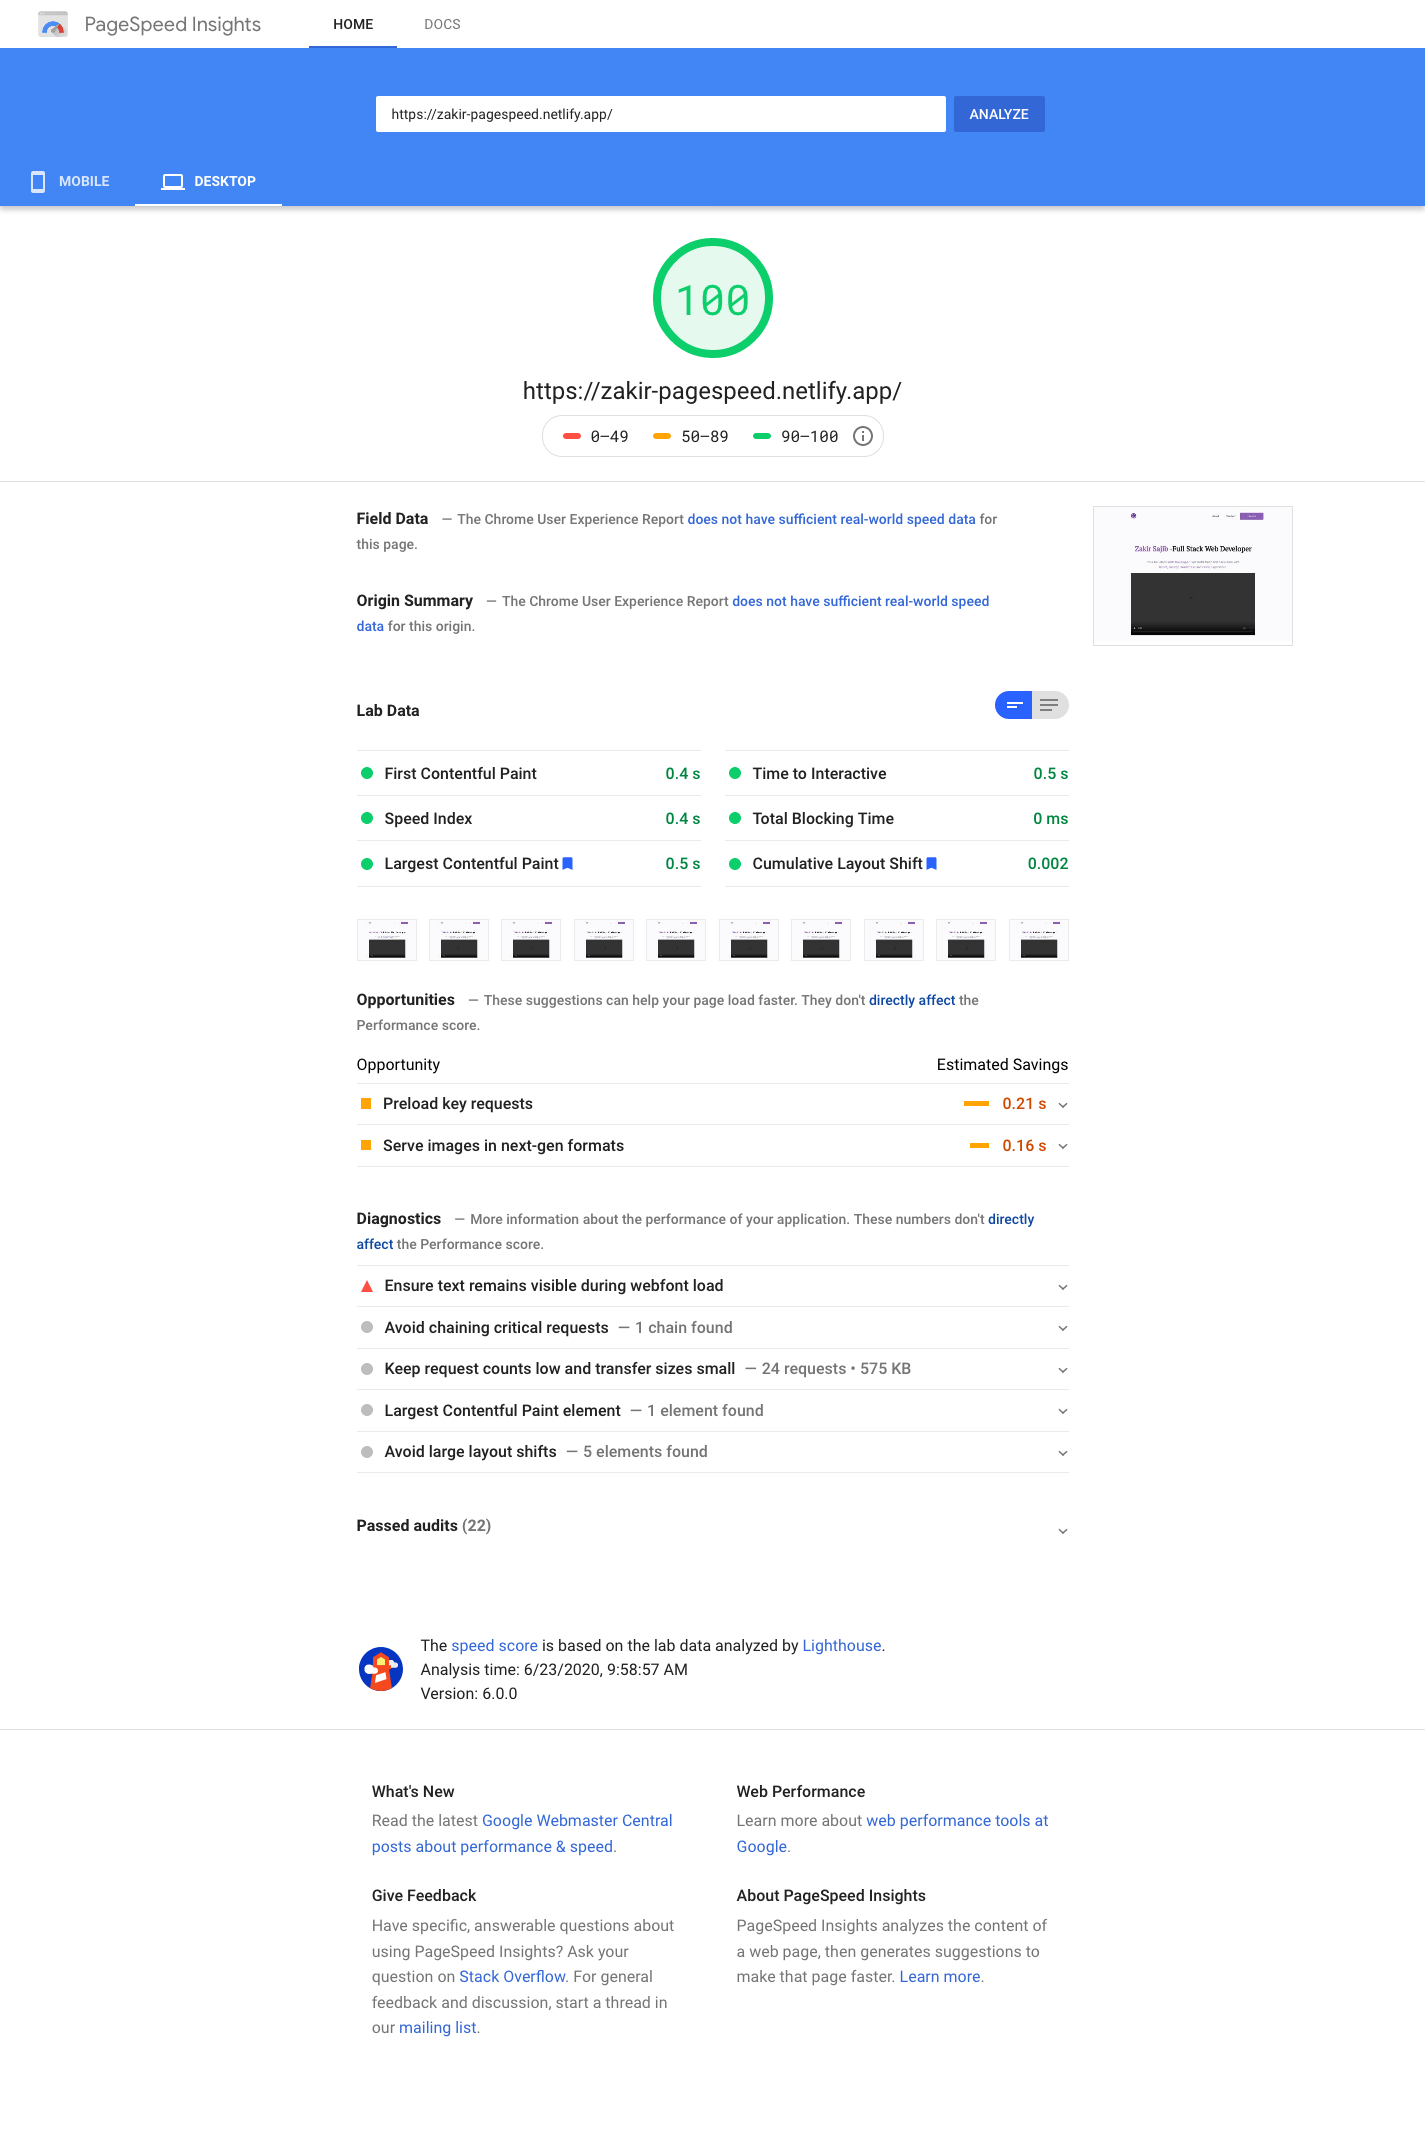 PageSpeed Insights
HOME
DOCS
https://zakir-pagespeed.netlify.app/
ANALYZE
MOBILE
DESKTOP
100
https://zakir-pagespeed.netlify.app/
0–49
50–89
90–100
Field Data — The Chrome User Experience Report does not have sufficient real-world speed data for
this page.
Zakir Sajib -Full Stack Web Developer
Origin Summary — The Chrome User Experience Report does not have sufficient real-world speed
data for this origin.
Lab Data
First Contentful Paint 0.4 s
Time to Interactive 0.5 s
Speed Index 0.4 s
Total Blocking Time 0 ms
Largest Contentful Paint 0.5 s
Cumulative Layout Shift 0.002
Opportunities — These suggestions can help your page load faster. They don't directly affect the
Performance score.
Opportunity Estimated Savings
Preload key requests 0.21 s
Serve images in next-gen formats 0.16 s
Diagnostics — More information about the performance of your application. These numbers don't directly
affect the Performance score.
Ensure text remains visible during webfont load
Avoid chaining critical requests — 1 chain found
Keep request counts low and transfer sizes small — 24 requests • 575 KB
Largest Contentful Paint element — 1 element found
Avoid large layout shifts — 5 elements found
Passed audits (22)
The speed score is based on the lab data analyzed by Lighthouse.
Analysis time: 6/23/2020, 9:58:57 AM
Version: 6.0.0
What's New
Read the latest Google Webmaster Central
posts about performance & speed.
Web Performance
Learn more about web performance tools at
Google.
Give Feedback
Have specific, answerable questions about
using PageSpeed Insights? Ask your
question on Stack Overflow. For general
feedback and discussion, start a thread in
our mailing list.
About PageSpeed Insights
PageSpeed Insights analyzes the content of
a web page, then generates suggestions to
make that page faster. Learn more.